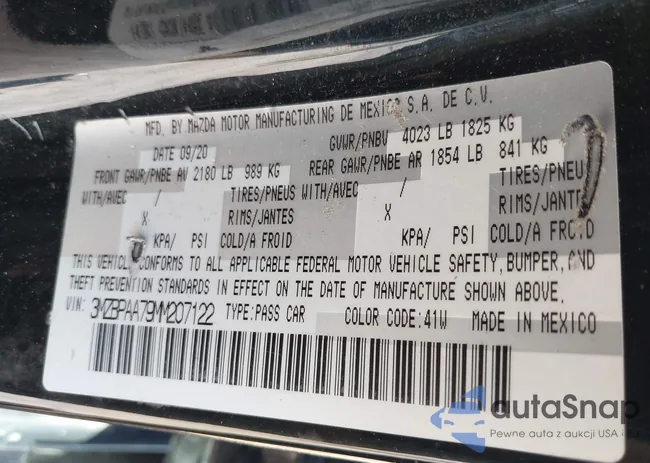 MFD. BY MAZDA MOTOR MANUFACTURING DE MEXICO S.A. DE C.V.
DATE 09/20 GVWR/PNBV 4023 LB 1825 KG
FRONT GAWR/PNBE AV 2180 LB 989 KG REAR GAWR/PNBE AR 1854 LB 841 KG
WITH/AVEC / TIRES/PNEUS WITH/AVEC / TIRES/PNEU
X RIMS/JANTES X RIMS/JANTE
KPA/ PSI COLD/A FROID KPA/ PSI COLD/A FROID
THIS VEHICLE CONFORMS TO ALL APPLICABLE FEDERAL MOTOR VEHICLE SAFETY, BUMPER, AND
THEFT PREVENTION STANDARDS IN EFFECT ON THE DATE OF MANUFACTURE SHOWN ABOVE.
VIN: 3MZBPAA79MM207122 TYPE:PASS CAR COLOR CODE:41W MADE IN MEXICO
autaSnap
Pewne auta z aukcji USA